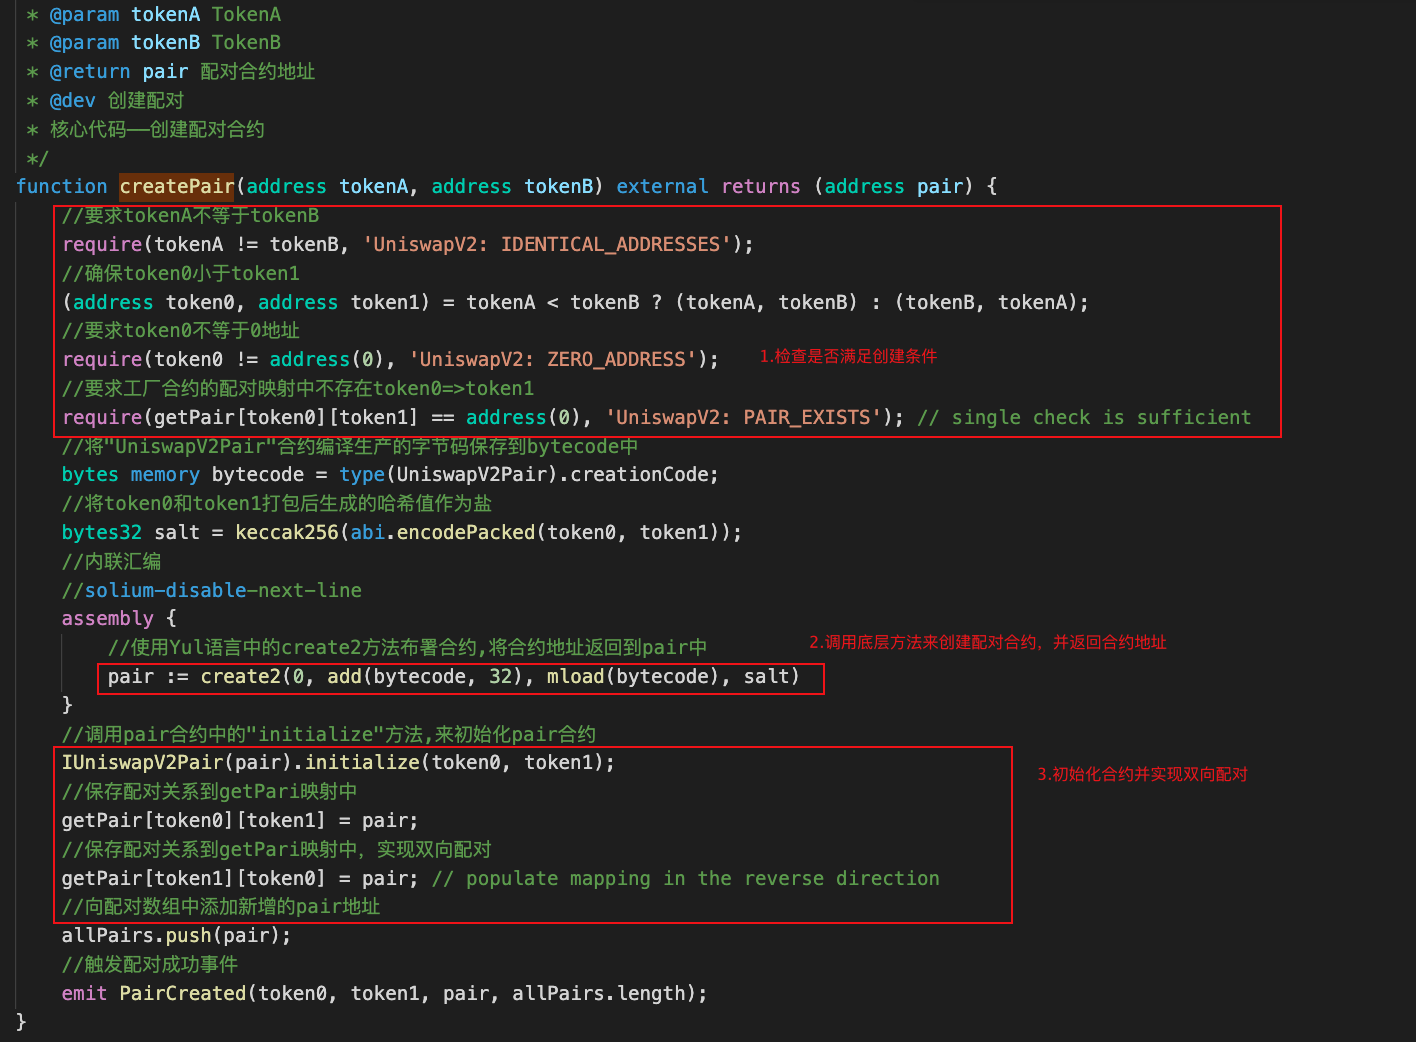 * @param tokenA TokenA
* @param tokenB TokenB
* @return pair 配对合约地址
* @dev 创建配对
* 核心代码——创建配对合约
*/
function createPair(address tokenA, address tokenB) external returns (address pair) {
//要求tokenA不等于tokenB
require(tokenA != tokenB, 'UniswapV2: IDENTICAL_ADDRESSES');
//确保token0小于token1
(address token0, address token1) = tokenA < tokenB ? (tokenA, tokenB) : (tokenB, tokenA);
//要求token0不等于0地址
require(token0 != address(0), 'UniswapV2: ZERO_ADDRESS');
1.检查是否满足创建条件
//要求工厂合约的配对映射中不存在token0=>token1
require(getPair[token0][token1] == address(0), 'UniswapV2: PAIR_EXISTS'); // single check is sufficient
//将"UniswapV2Pair"合约编译生产的字节码保存到bytecode中
bytes memory bytecode = type(UniswapV2Pair).creationCode;
//将token0和token1打包后生成的哈希值作为盐
bytes32 salt = keccak256(abi.encodePacked(token0, token1));
//内联汇编
//solium-disable-next-line
assembly {
//使用Yul语言中的create2方法布署合约,将合约地址返回到pair中
2.调用底层方法来创建配对合约，并返回合约地址
pair := create2(0, add(bytecode, 32), mload(bytecode), salt)
}
//调用pair合约中的"initialize"方法,来初始化pair合约
IUniswapV2Pair(pair).initialize(token0, token1);
3.初始化合约并实现双向配对
//保存配对关系到getPari映射中
getPair[token0][token1] = pair;
//保存配对关系到getPari映射中，实现双向配对
getPair[token1][token0] = pair; // populate mapping in the reverse direction
//向配对数组中添加新增的pair地址
allPairs.push(pair);
//触发配对成功事件
emit PairCreated(token0, token1, pair, allPairs.length);
}